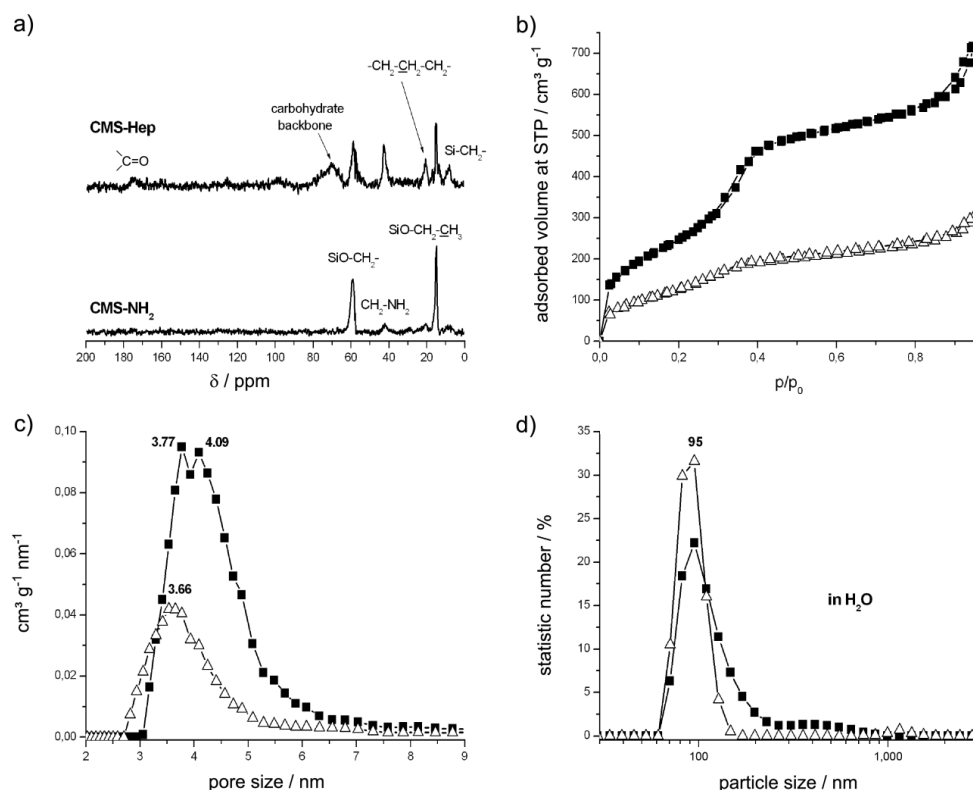 a)
-CH₂-CH₂-CH₂-
carbohydrate
backbone
CMS-Hep
C=O
Si-CH₂-
SiO-CH₂-CH₃
SiO-CH₂-
CH₂-NH₂
CMS-NH₂
200 180 160 140 120 100 80 60 40 20 0
δ / ppm
b)
adsorbed volume at STP / cm³ g⁻¹
700
600
500
400
300
200
100
0
0,0 0,2 0,4 0,6 0,8
p/p₀
c)
cm³ g⁻¹ nm⁻¹
0,10
0,08
0,06
0,04
0,02
0,00
3.77 4.09
3.66
2 3 4 5 6 7 8 9
pore size / nm
d)
statistic number / %
35
30
25
20
15
10
5
0
95
in H₂O
100 1,000
particle size / nm